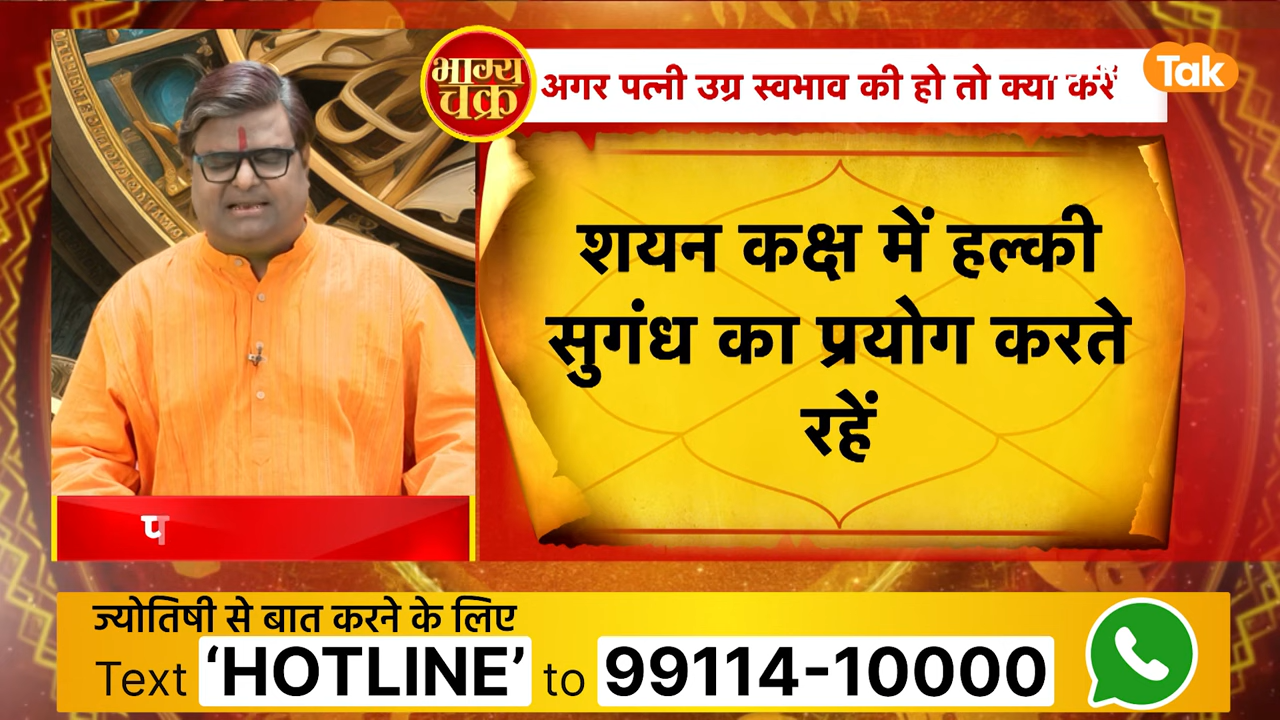 भाग्य
चक्र
अगर पत्नी उग्र स्वभाव की हो तो क्या करें
Tak
शयन कक्ष में हल्की
सुगंध का प्रयोग करते
रहें
प
ज्योतिषी से बात करने के लिए
Text ‘HOTLINE’ to 99114-10000